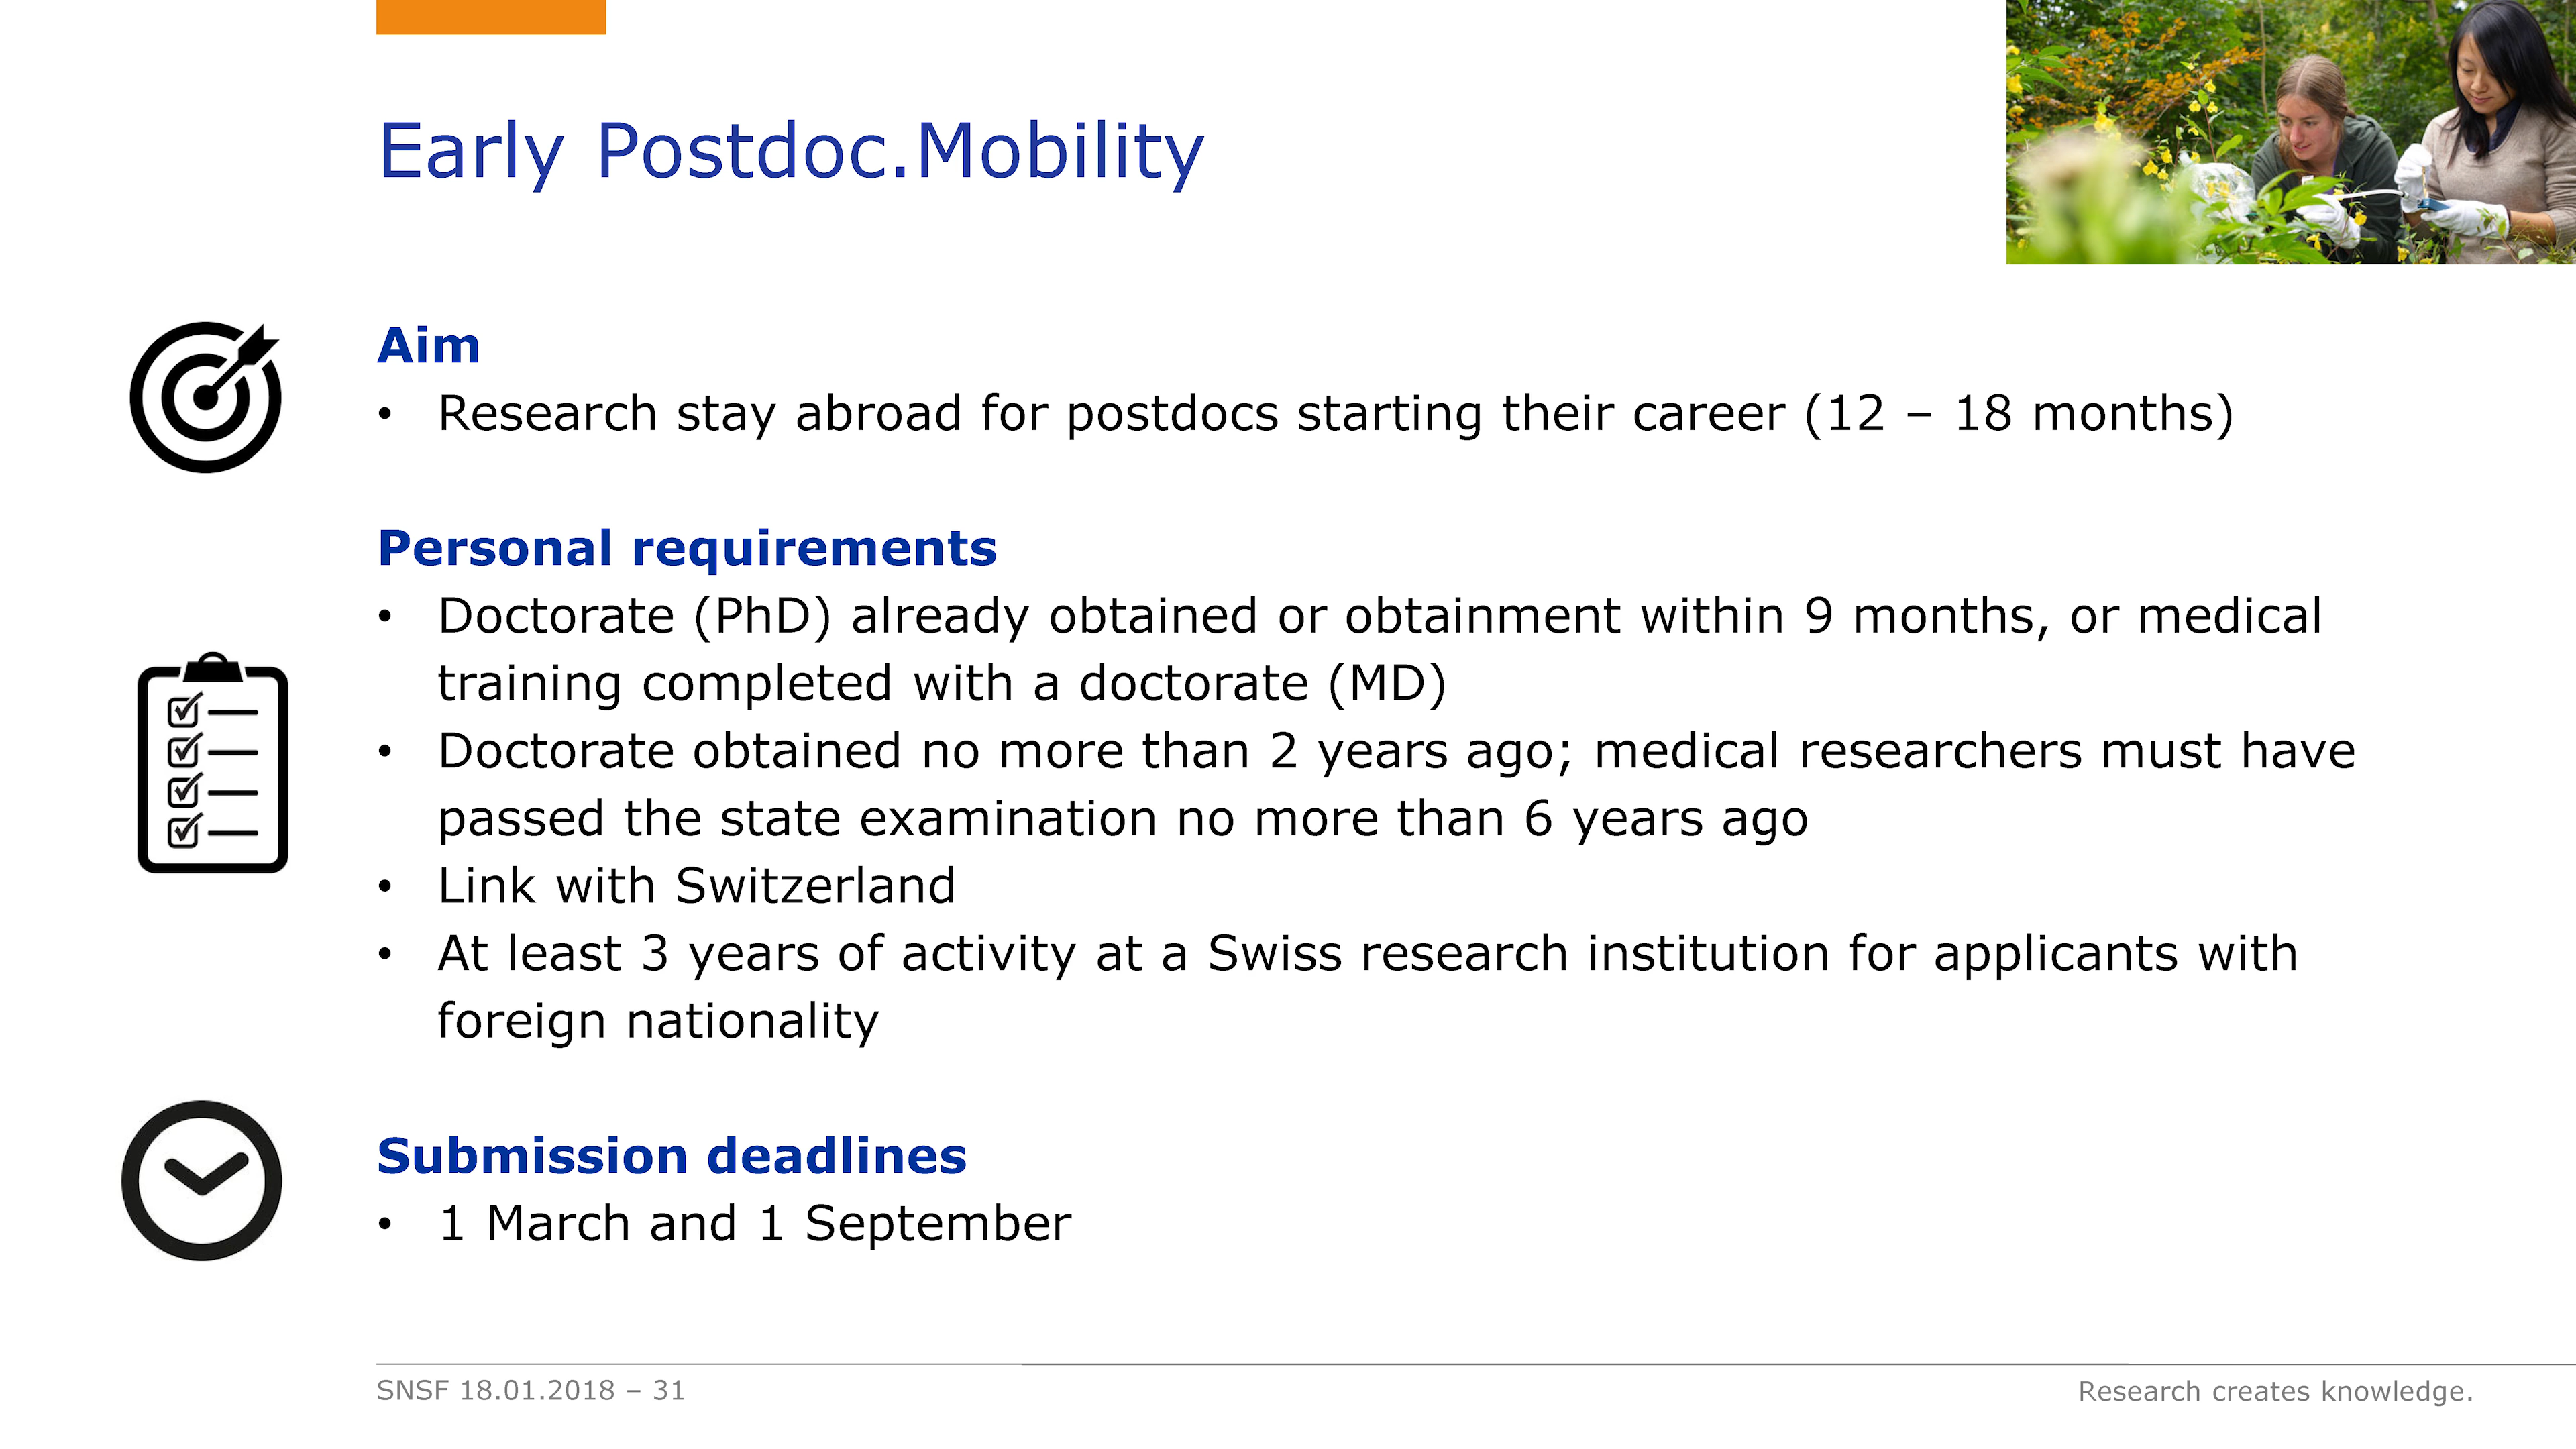 Early Postdoc.Mobility
Aim
• Research stay abroad for postdocs starting their career (12 – 18 months)
Personal requirements
• Doctorate (PhD) already obtained or obtainment within 9 months, or medical
training completed with a doctorate (MD)
• Doctorate obtained no more than 2 years ago; medical researchers must have
passed the state examination no more than 6 years ago
• Link with Switzerland
• At least 3 years of activity at a Swiss research institution for applicants with
foreign nationality
Submission deadlines
• 1 March and 1 September
SNSF 18.01.2018 – 31
Research creates knowledge.